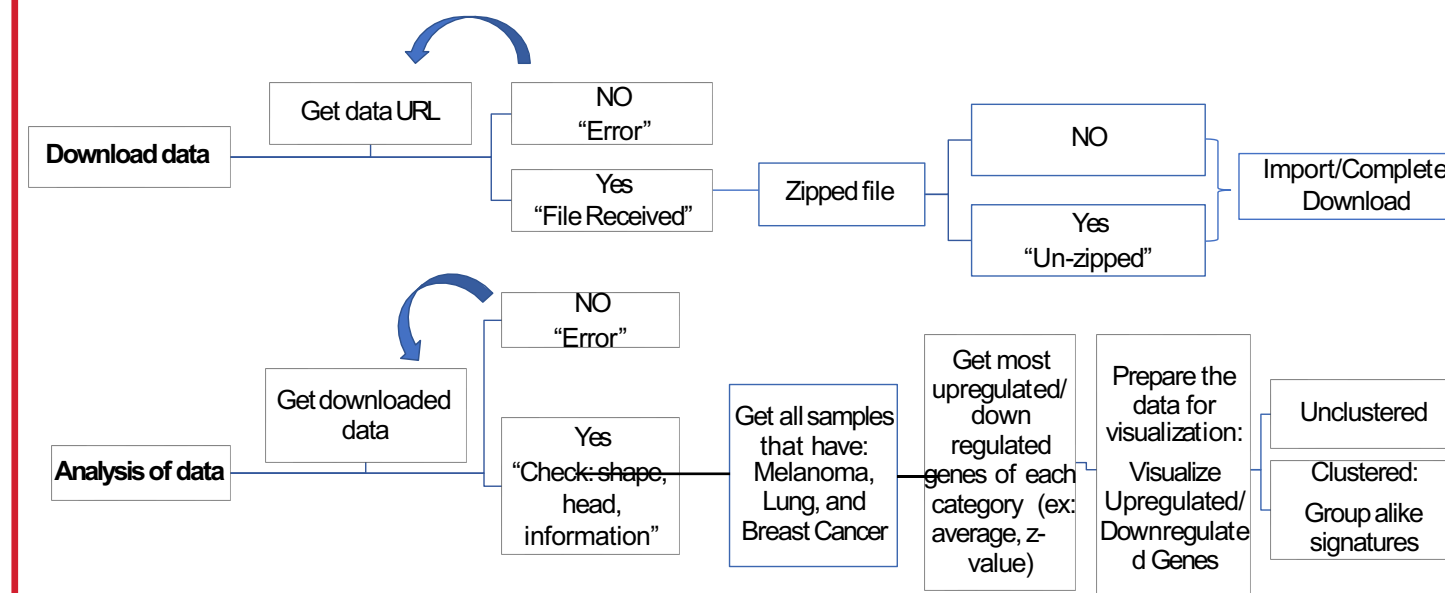 Get data URL
NO
“Error”
Download data
Yes
“File Received”
Zipped file
NO
Yes
“Un-zipped”
Import/Complete
Download
NO
“Error”
Get downloaded
data
Analysis of data
Yes
“Check: shape,
head,
information”
Get all samples
that have:
Melanoma,
Lung, and
Breast Cancer
Get most
upregulated/
down
regulated
genes of each
category (ex:
average, z-
value)
Prepare the
data for
visualization:
Visualize
Upregulated/
Downregulate
d Genes
Unclustered
Clustered:
Group alike
signatures